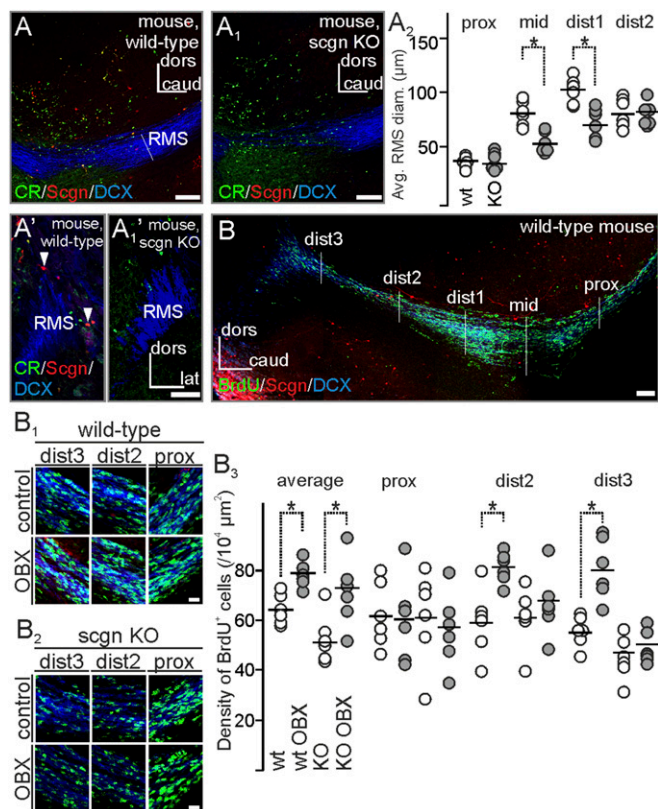 A
mouse,
wild-type
dors
caud
RMS
CR/Scgn/DCX
A1
mouse,
scgn KO
dors
caud
RMS
CR/Scgn/DCX
A2
prox mid dist1 dist2
150
100
50
Avg. RMS diam. (µm)
* *
wt
KO
A'
mouse,
wild-type
RMS
CR/Scgn/
DCX
A1'
mouse,
scgn KO
RMS
dors
lat
B
wild-type mouse
dist3
dist2
dist1
mid
prox
dors
caud
BrdU/Scgn/DCX
B1
wild-type
dist3 dist2 prox
control
OBX
B2
scgn KO
dist3 dist2 prox
control
OBX
B3
average prox dist2 dist3
* * * *
80
60
40
20
Density of BrdU+ cells (/10⁴ µm²)
wt
wt OBX
KO
KO OBX